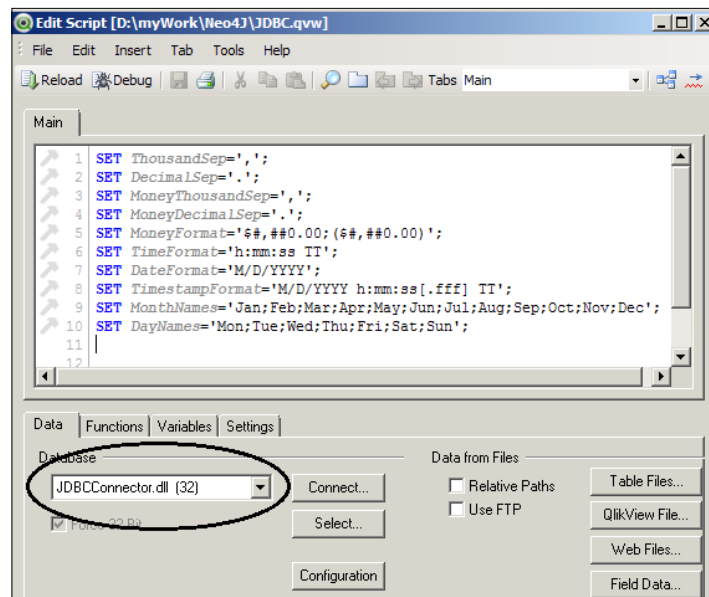 Edit Script [D:\myWork\Neo4J\JDBC.qvw]
File Edit Insert Tab Tools Help
Reload Debug Tabs Main
Main
1 SET ThousandSep=',';
2 SET DecimalSep='.';
3 SET MoneyThousandSep=',';
4 SET MoneyDecimalSep='.';
5 SET MoneyFormat='$#,##0.00;($#,##0.00)';
6 SET TimeFormat='h:mm:ss TT';
7 SET DateFormat='M/D/YYYY';
8 SET TimestampFormat='M/D/YYYY h:mm:ss[.fff] TT';
9 SET MonthNames='Jan;Feb;Mar;Apr;May;Jun;Jul;Aug;Sep;Oct;Nov;Dec';
10 SET DayNames='Mon;Tue;Wed;Thu;Fri;Sat;Sun';
11
12
Data Functions Variables Settings
Database
JDBCConnector.dll (32)
Force 32 Bit
Connect...
Select...
Configuration
Data from Files
Relative Paths
Use FTP
Table Files...
QlikView File...
Web Files...
Field Data...